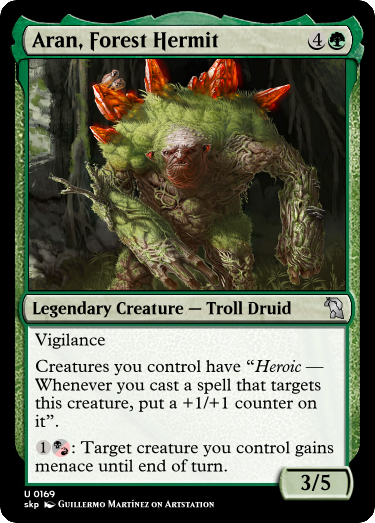 Aran, Forest Hermit 4
Legendary Creature — Troll Druid
Vigilance
Creatures you control have “Heroic —
Whenever you cast a spell that targets
this creature, put a +1/+1 counter on
it”.
1: Target creature you control gains
menace until end of turn.
3/5
U 0169
skp Guillermo Martínez on Artstation